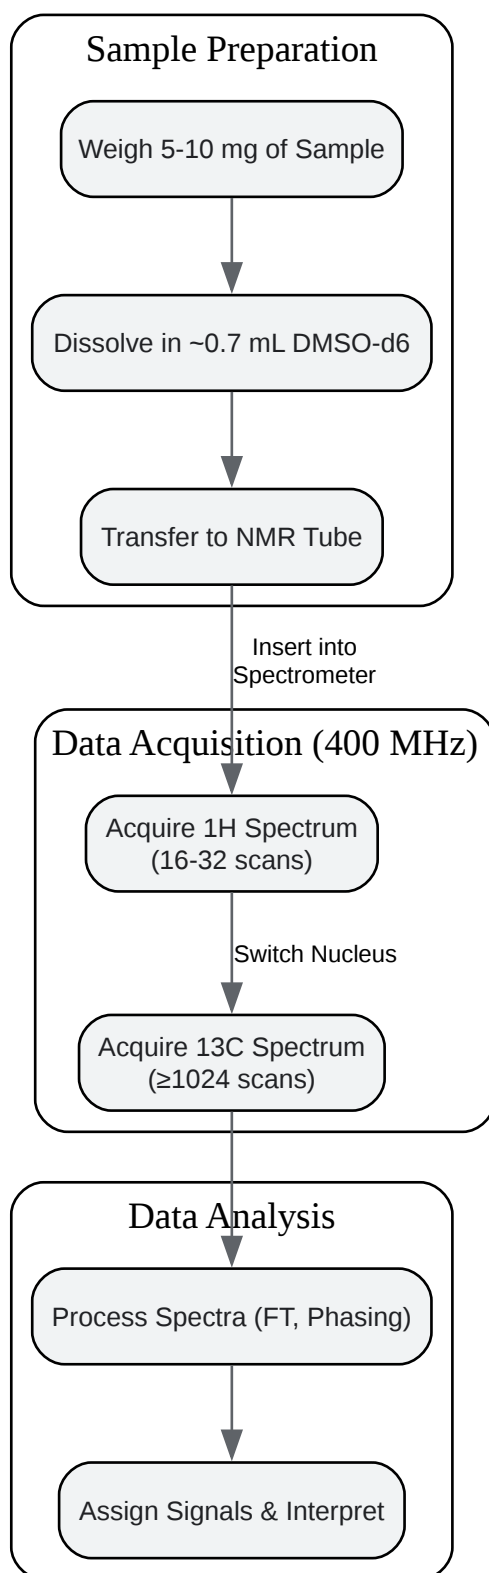 Sample Preparation
Weigh 5-10 mg of Sample
Dissolve in ~0.7 mL DMSO-d6
Transfer to NMR Tube
Insert into
Spectrometer
Data Acquisition (400 MHz)
Acquire 1H Spectrum
(16-32 scans)
Switch Nucleus
Acquire 13C Spectrum
(≥1024 scans)
Data Analysis
Process Spectra (FT, Phasing)
Assign Signals & Interpret